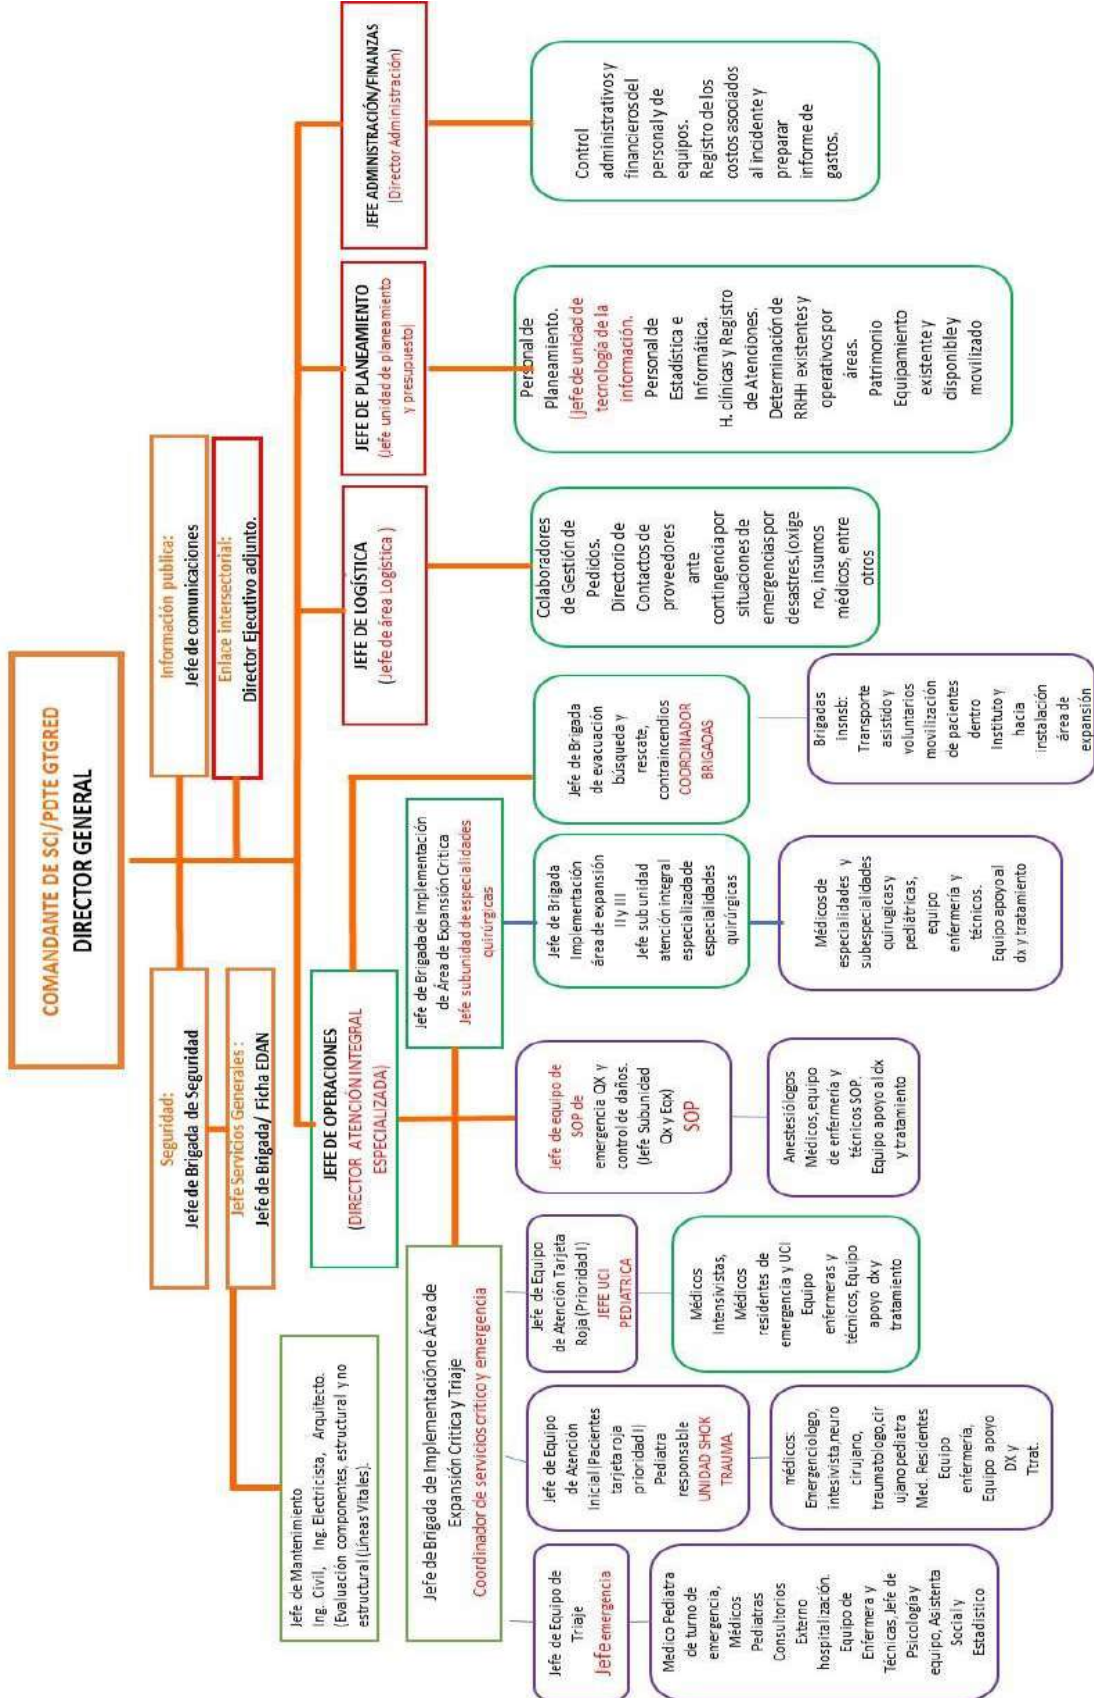 COMANDANTE DE SCI/PDTE GTGRED
DIRECTOR GENERAL
Seguridad:
Jefe de Brigada de Seguridad
Información publica:
Jefe de comunicaciones
Jefe Servicios Generales :
Jefe de Brigada/ Ficha EDAN
Enlace intersectorial:
Director Ejecutivo adjunto.
Jefe de Mantenimiento
Ing. Civil, Ing. Electricista, Arquitecto.
(Evaluación componentes, estructural y no
estructural (Líneas Vitales).
JEFE DE OPERACIONES
(DIRECTOR ATENCIÓN INTEGRAL
ESPECIALIZADA)
JEFE DE LOGÍSTICA
(Jefe de área Logística )
JEFE DE PLANEAMIENTO
(Jefe unidad de planeamiento
y presupuesto)
JEFE ADMINISTRACIÓN/FINANZAS
(Director Administración)
Jefe de Brigada de Implementación de Área de
Expansión Critica y Triaje
Coordinador de servicios crítico y emergencia
Jefe de Brigada de Implementación
de Área de Expansión Critica
Jefe subunidad de especialidades
quirúrgicas
Jefe de Equipo de
Triaje
Jefe emergencia
Jefe de Equipo
de Atención
Inicial (Pacientes
tarjeta roja
prioridad I)
Pediatra
responsable
UNIDAD SHOK
TRAUMA
Jefe de Equipo
de Atención Tarjeta
Roja (Prioridad I)
JEFE UCI
PEDIATRICA
Jefe de equipo de
SOP de
emergencia QX y
control de daños.
(Jefe Subunidad
Qx y Eqx)
SOP
Jefe de Brigada
Implementación
área de expansión
II y III
Jefe sub unidad
atención integral
especializada de
especialidades
quirúrgicas
Jefe de Brigada
de evacuación
búsqueda y
rescate,
contraincendios
COORDINADOR
BRIGADAS
Colaboradores
de Gestión de
Pedidos.
Directorio de
Contactos de
proveedores
ante
contingencia por
situaciones de
emergencias por
desastres.(oxige
no, insumos
médicos, entre
otros
Personal de
Planeamiento.
(jefe de unidad de
tecnología de la
información.
Personal de
Estadística e
Informática.
H. clínicas y Registro
de Atenciones.
Determinación de
RRHH existentes y
operativos por
áreas.
Patrimonio
Equipamiento
existente y
disponible y
movilizado
Control
administrativos y
financieros del
personal y de
equipos.
Registro de los
costos asociados
al incidente y
preparar
informe de
gastos.
Medico Pediatra
de turno de
emergencia,
Médicos
Pediatras
Consultorios
Externo
hospitalización.
Equipo de
Enfermera y
Técnicas, Jefe de
Psicología y
equipo, Asistenta
Social y
Estadistico
médicos:
Emergenciologo,
intesivista, neuro
cirujano,
traumatologo,cir
ujano pediatra
Med. Residentes
Equipo
enfermería,
Equipo apoyo
DX y
Ttrat.
Médicos
Intensivistas,
Médicos
residentes de
emergencia y UCI
Equipo
enfermeras y
técnicos, Equipo
apoyo dx y
tratamiento
Anestesiólogos
Médicos, equipo
de enfermería y
técnicos SOP.
Equipo apoyo al dx
y tratamiento
Médicos de
especialidades y
subespecialidades
quirugicas y
pediátricas,
equipo
enfermería y
técnicos.
Equipo apoyo al
dx y tratamiento
Brigadas
insnsb:
Transporte
asistido y
voluntarios
movilización
de pacientes
dentro
Instituto y
hacia
instalación
área de
expansión